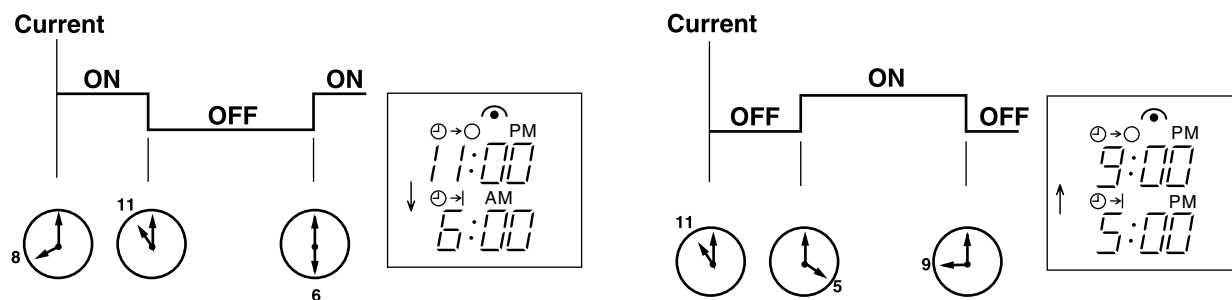 Current
ON
ON
OFF
PM
11:00
AM
6:00
8
11
6
Current
ON
OFF
OFF
PM
9:00
PM
5:00
11
5
9